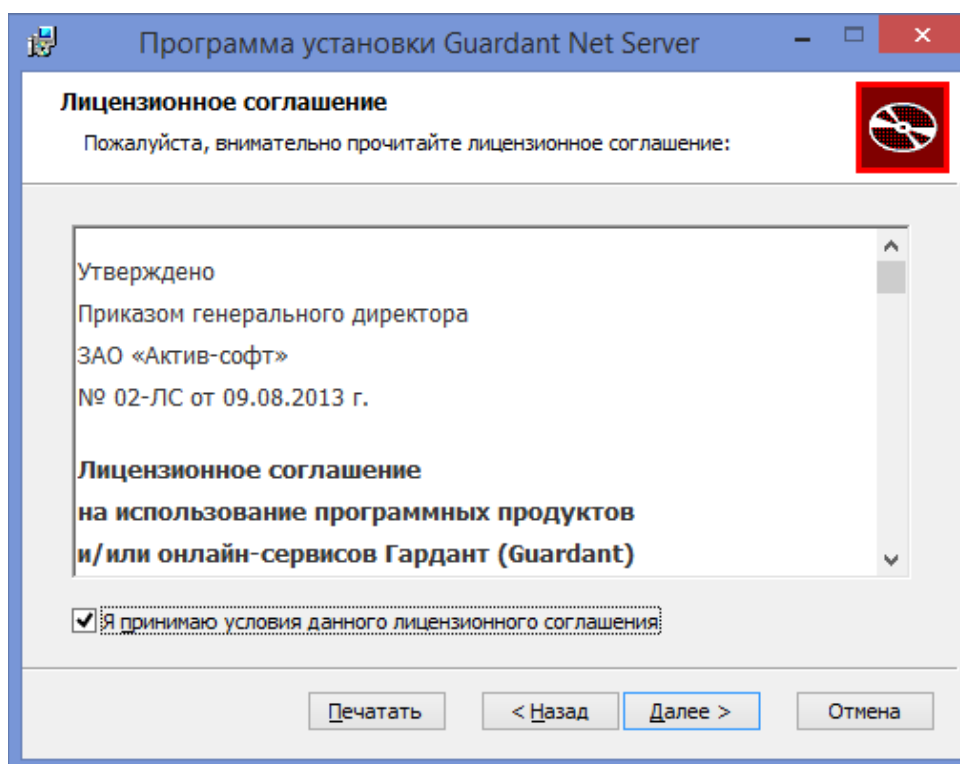 Программа установки Guardant Net Server
Лицензионное соглашение
Пожалуйста, внимательно прочитайте лицензионное соглашение:
Утверждено
Приказом генерального директора
ЗАО «Актив-софт»
№ 02-ЛС от 09.08.2013 г.
Лицензионное соглашение
на использование программных продуктов
и/или онлайн-сервисов Гардант (Guardant)
Я принимаю условия данного лицензионного соглашения
Печатать < Назад Далее > Отмена